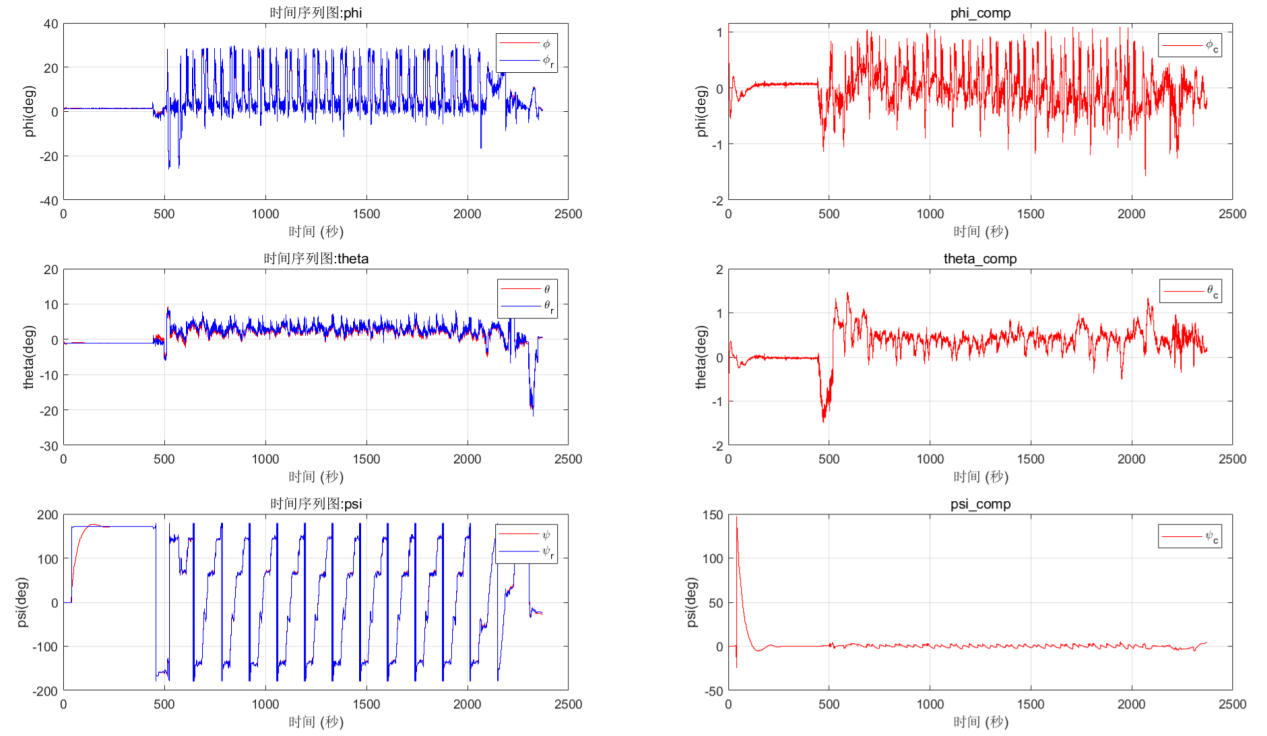 时间序列图:phi
40
20
0
-20
-40
phi(deg)
ϕ
ϕr
0 500 1000 1500 2000 2500
时间 (秒)
phi_comp
1
0
-1
-2
phi(deg)
ϕc
0 500 1000 1500 2000 2500
时间 (秒)
时间序列图:theta
20
10
0
-10
-20
-30
theta(deg)
θ
θr
0 500 1000 1500 2000 2500
时间 (秒)
theta_comp
2
1
0
-1
-2
theta(deg)
θc
0 500 1000 1500 2000 2500
时间 (秒)
时间序列图:psi
200
100
0
-100
-200
psi(deg)
ψ
ψr
0 500 1000 1500 2000 2500
时间 (秒)
psi_comp
150
100
50
0
-50
psi(deg)
ψc
0 500 1000 1500 2000 2500
时间 (秒)